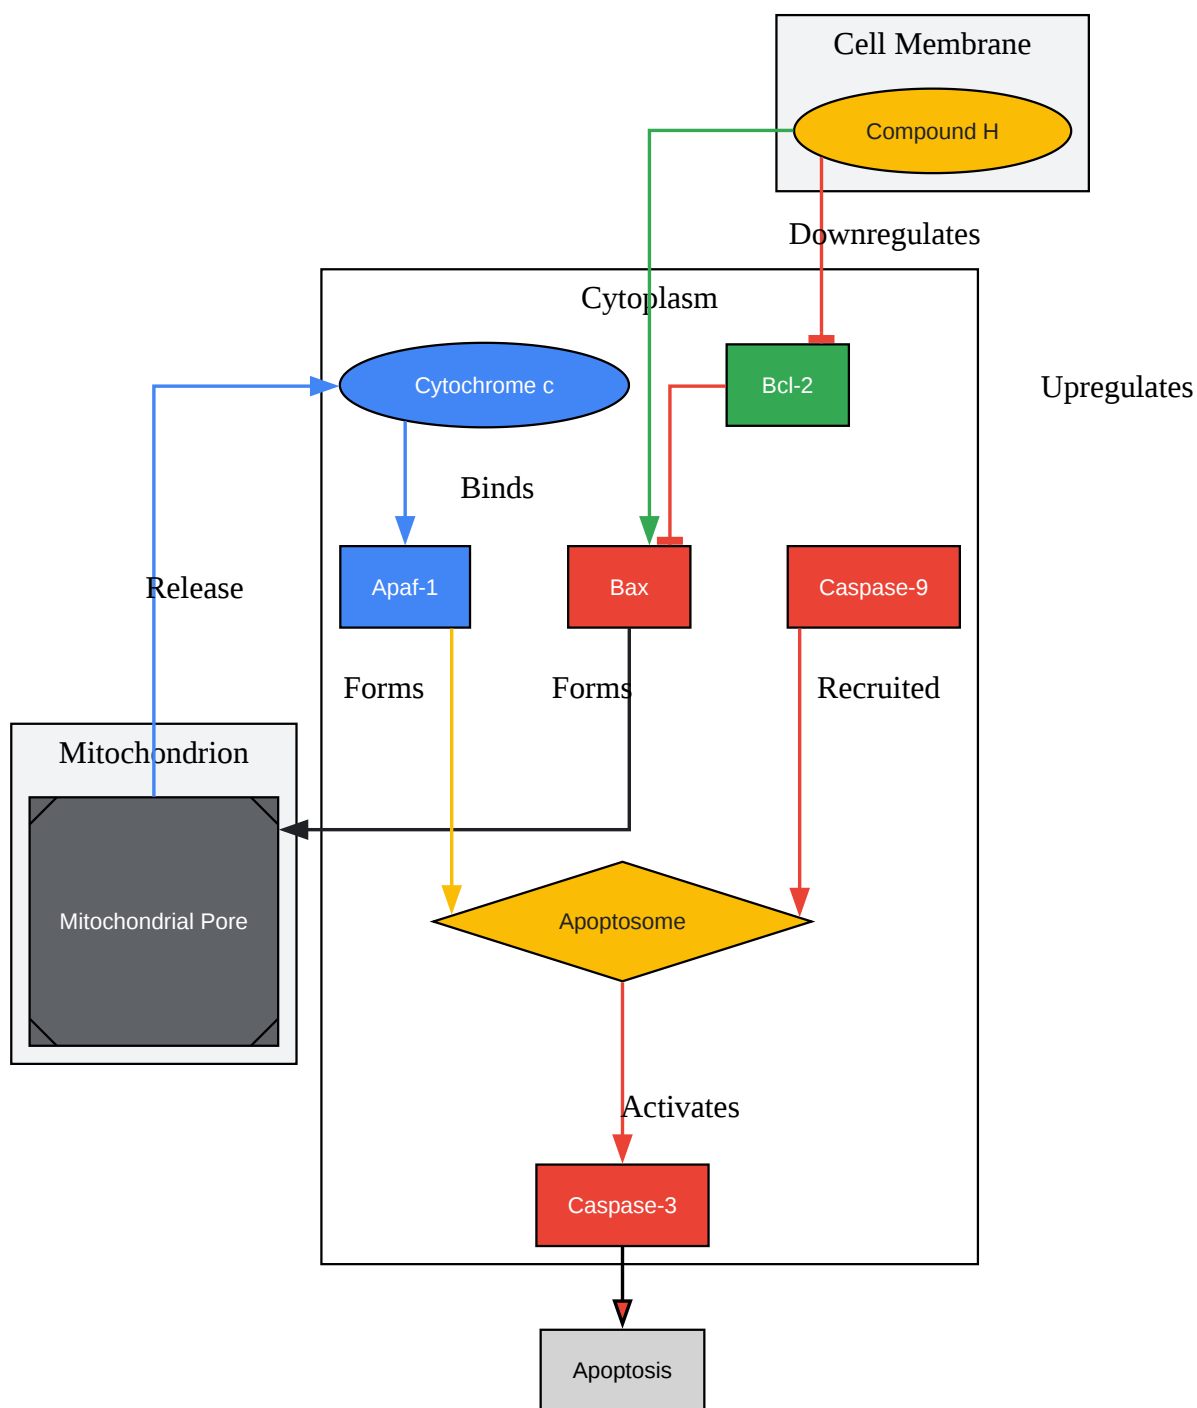 Cell Membrane
Compound H
Downregulates
Cytoplasm
Cytochrome c
Bcl-2
Upregulates
Binds
Apaf-1
Bax
Caspase-9
Release
Forms
Forms
Recruited
Mitochondrion
Mitochondrial Pore
Apoptosome
Activates
Caspase-3
Apoptosis